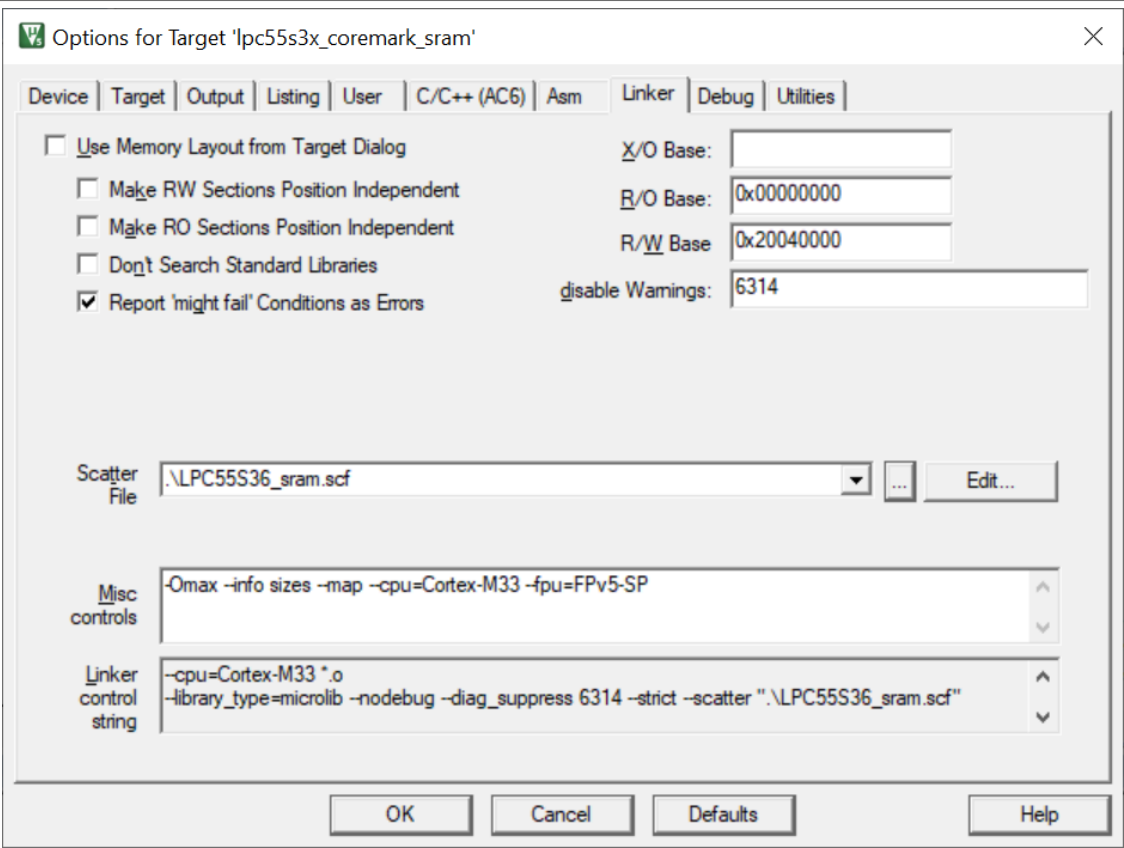 Options for Target 'lpc55s3x_coremark_sram'
Device Target Output Listing User C/C++ (AC6) Asm Linker Debug Utilities
Use Memory Layout from Target Dialog
Make RW Sections Position Independent
Make RO Sections Position Independent
Don't Search Standard Libraries
Report 'might fail' Conditions as Errors
X/O Base:
R/O Base: 0x00000000
R/W Base 0x20040000
disable Warnings: 6314
Scatter
File
.\LPC55S36_sram.scf
...
Edit...
Misc
controls
-Omax --info sizes --map --cpu=Cortex-M33 --fpu=FPv5-SP
Linker
control
string
--cpu=Cortex-M33 *.o
--library_type=microlib --nodebug --diag_suppress 6314 --strict --scatter ".\LPC55S36_sram.scf"
OK Cancel Defaults Help